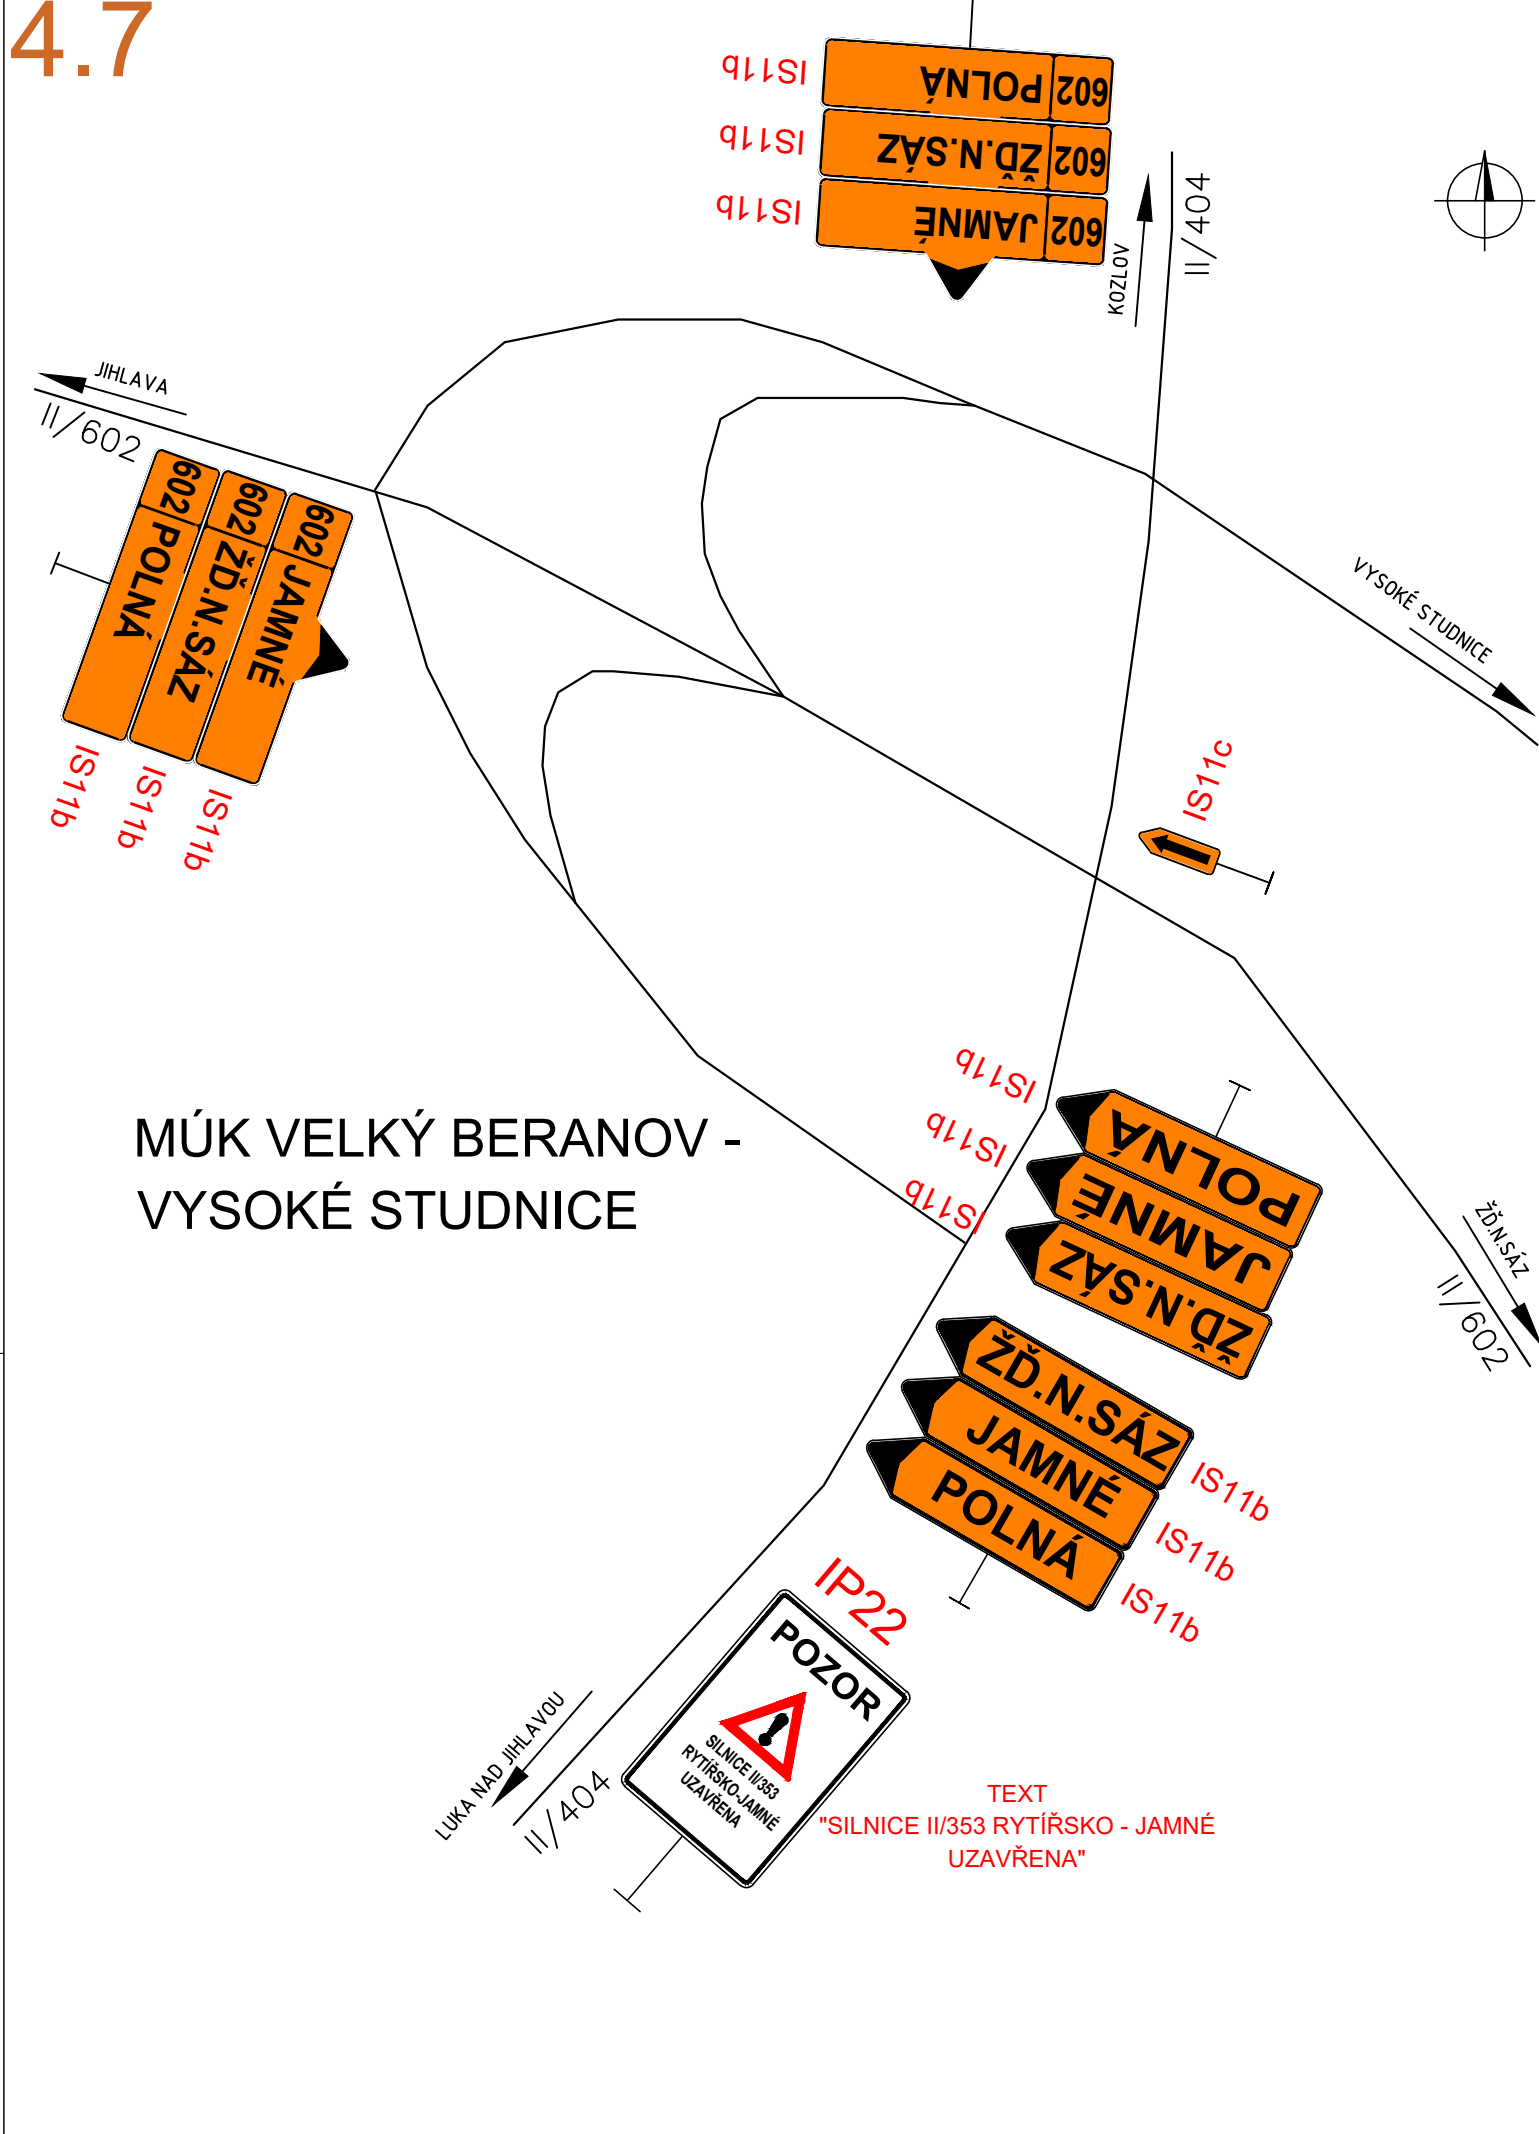 4.7
IS11b
POLNÁ 602
IS11b
ŽĎ.N.SÁZ 602
IS11b
JAMNÉ 602
KOZLOV
II/404
JIHLAVA
II/602
602 POLNÁ
602 ŽĎ.N.SÁZ
602 JAMNÉ
IS11b
IS11b
IS11b
VYSOKÉ STUDNICE
IS11c
MÚK VELKÝ BERANOV -
VYSOKÉ STUDNICE
IS11b
IS11b
IS11b
POLNÁ
JAMNÉ
ŽĎ.N.SÁZ
ŽĎ.N.SÁZ
II/602
ŽĎ.N.SÁZ
JAMNÉ
POLNÁ
IS11b
IS11b
IS11b
IP22
POZOR
SILNICE II/353
RYTÍŘSKO-JAMNÉ
UZAVŘENA
LUKA NAD JIHLAVOU
II/404
TEXT
"SILNICE II/353 RYTÍŘSKO - JAMNÉ
UZAVŘENA"